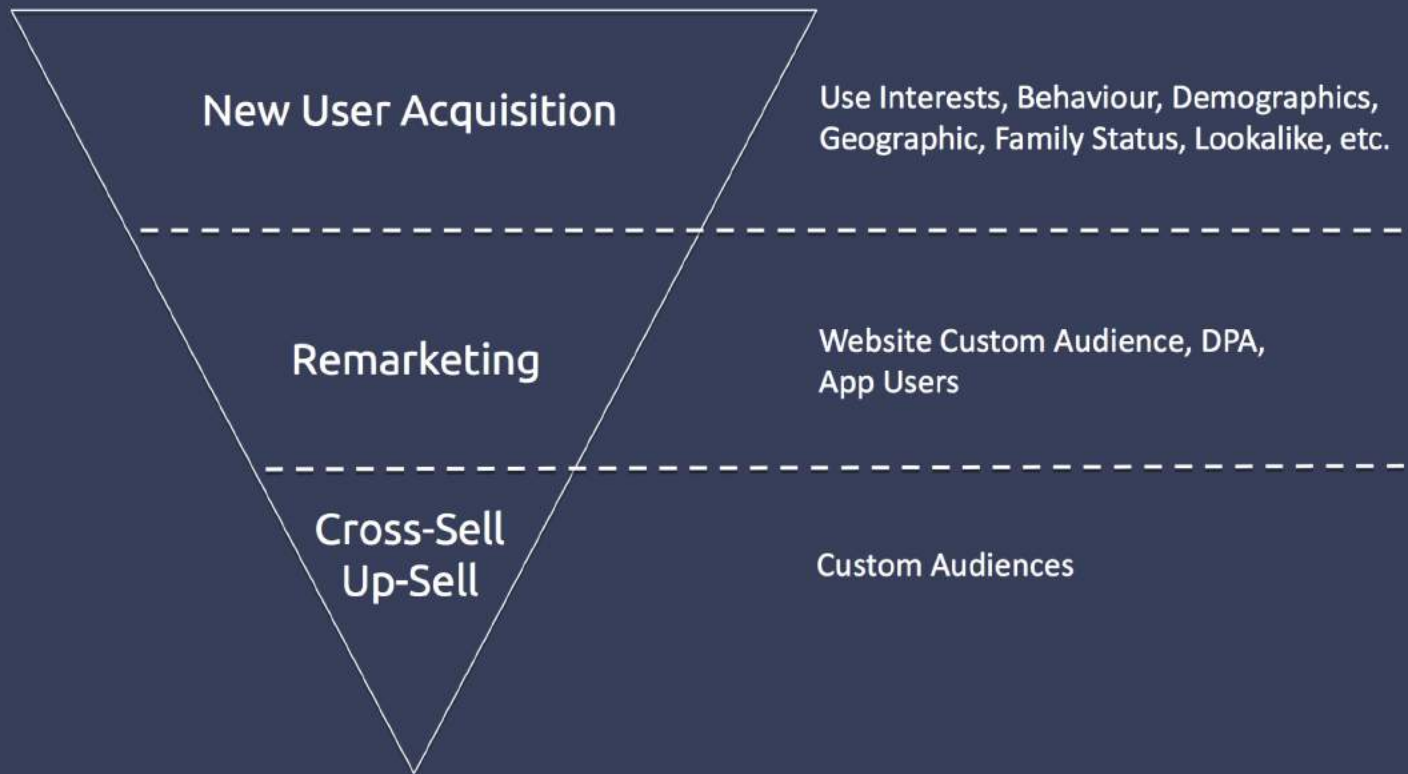 New User Acquisition
Use Interests, Behaviour, Demographics,
Geographic, Family Status, Lookalike, etc.
Remarketing
Website Custom Audience, DPA,
App Users
Cross-Sell
Up-Sell
Custom Audiences